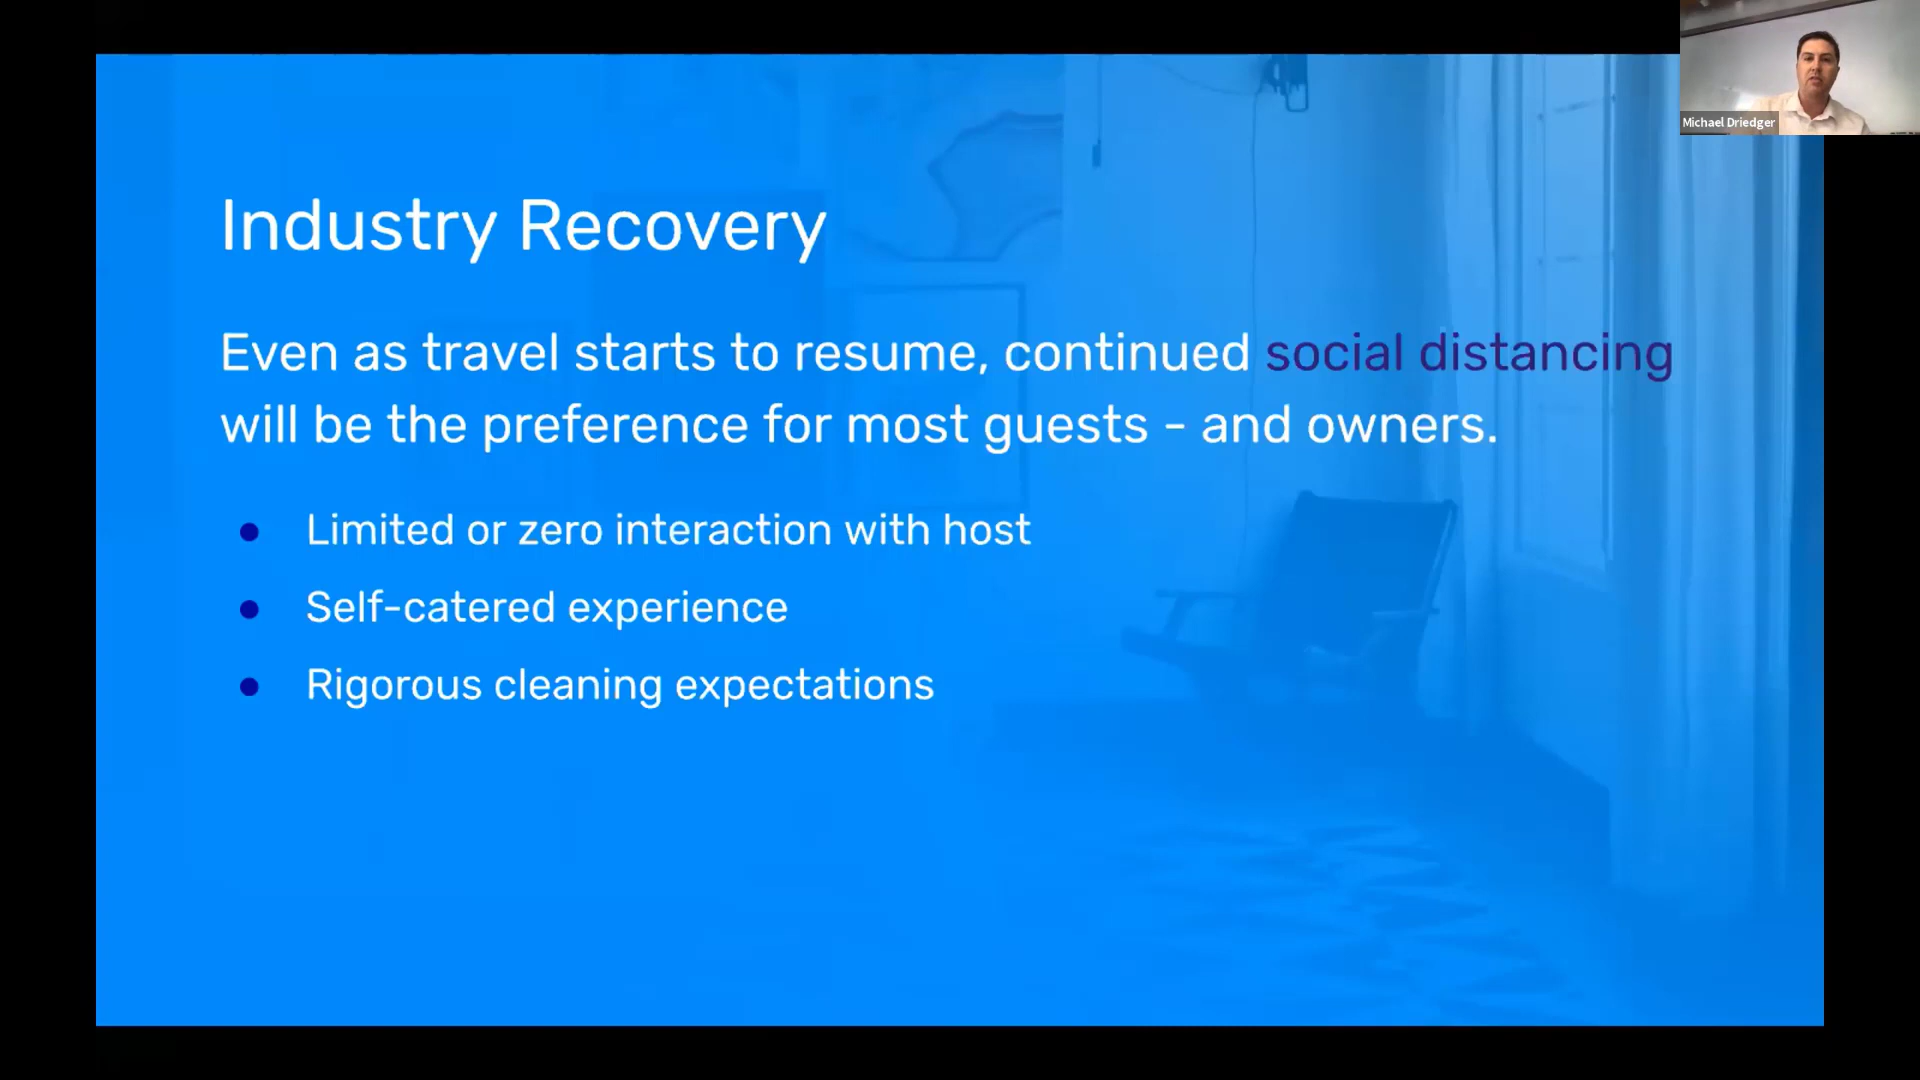 Michael Driedger
Industry Recovery
Even as travel starts to resume, continued social distancing
will be the preference for most guests - and owners.
● Limited or zero interaction with host
● Self-catered experience
● Rigorous cleaning expectations